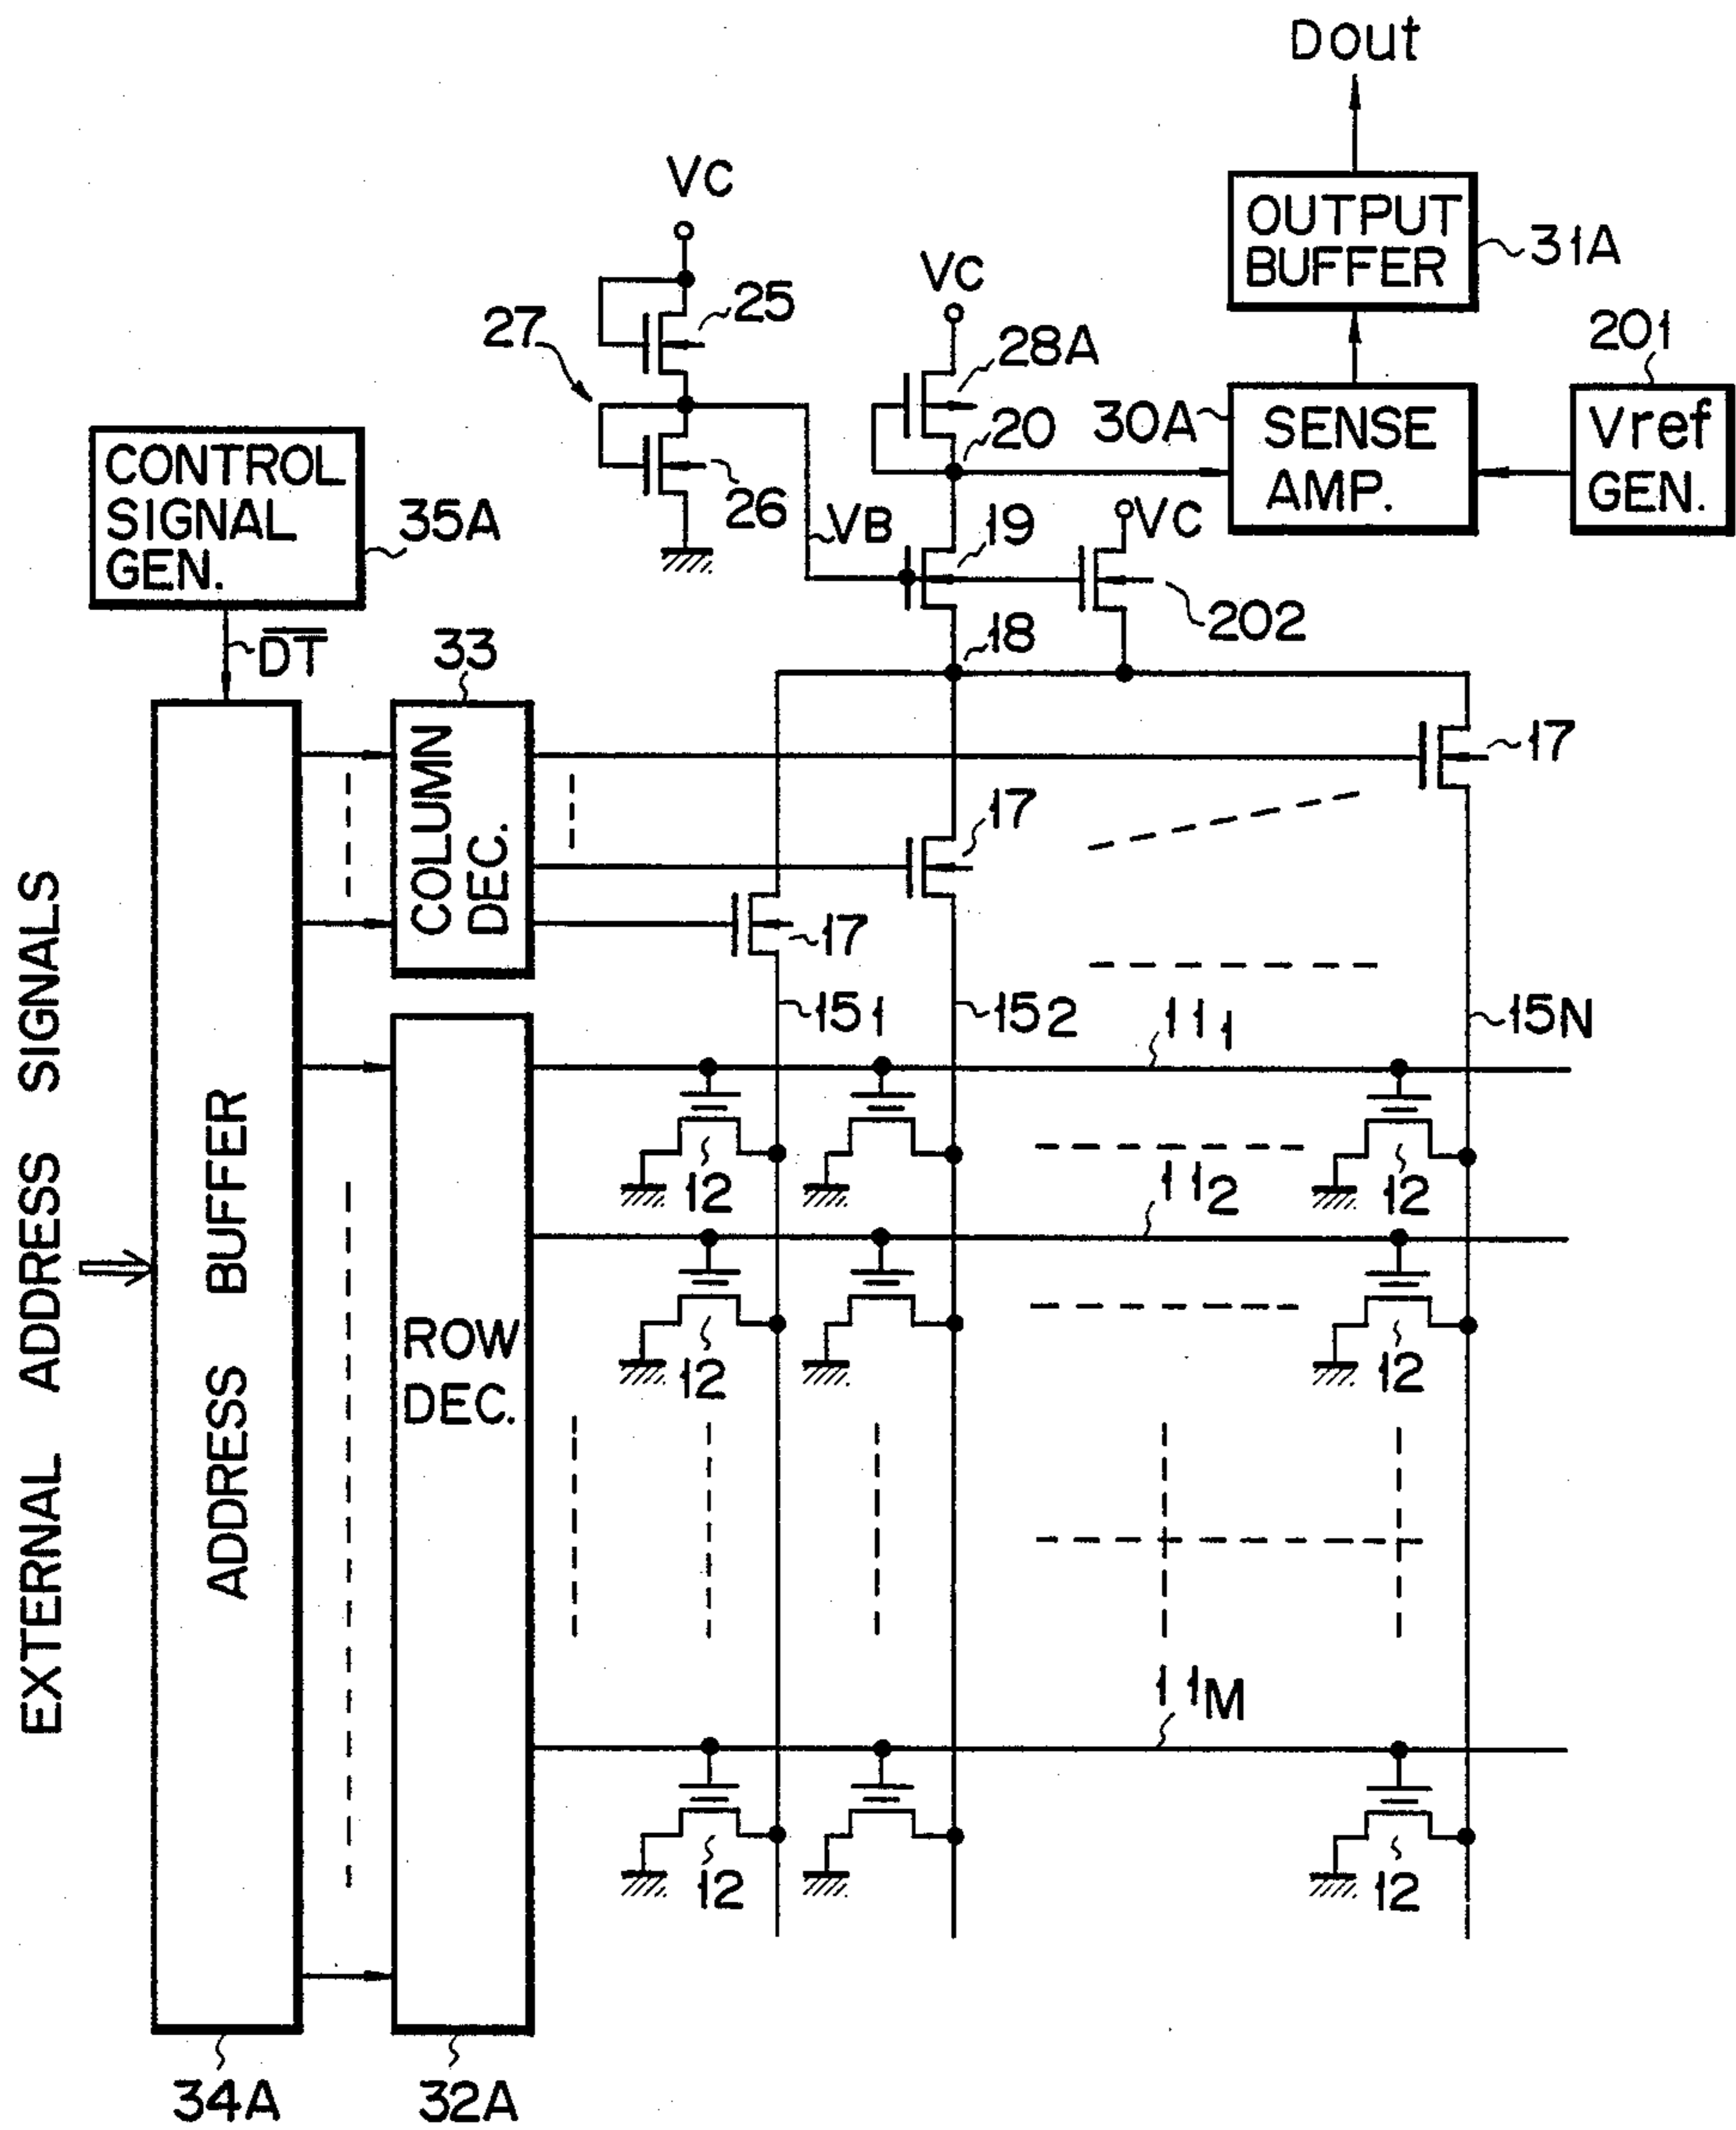 Dout
VC
OUTPUT
BUFFER
31A
25
VC
27
28A
201
30A
SENSE
AMP.
Vref
GEN.
20
CONTROL
SIGNAL
GEN.
35A
26
VB
19
VC
202
DT
33
18
COLUMN
DEC.
17
17
17
15₁
15₂
11₁
15N
EXTERNAL ADDRESS SIGNALS
ADDRESS BUFFER
12
12
11₂
ROW
DEC.
12
12
11M
12
12
34A
32A